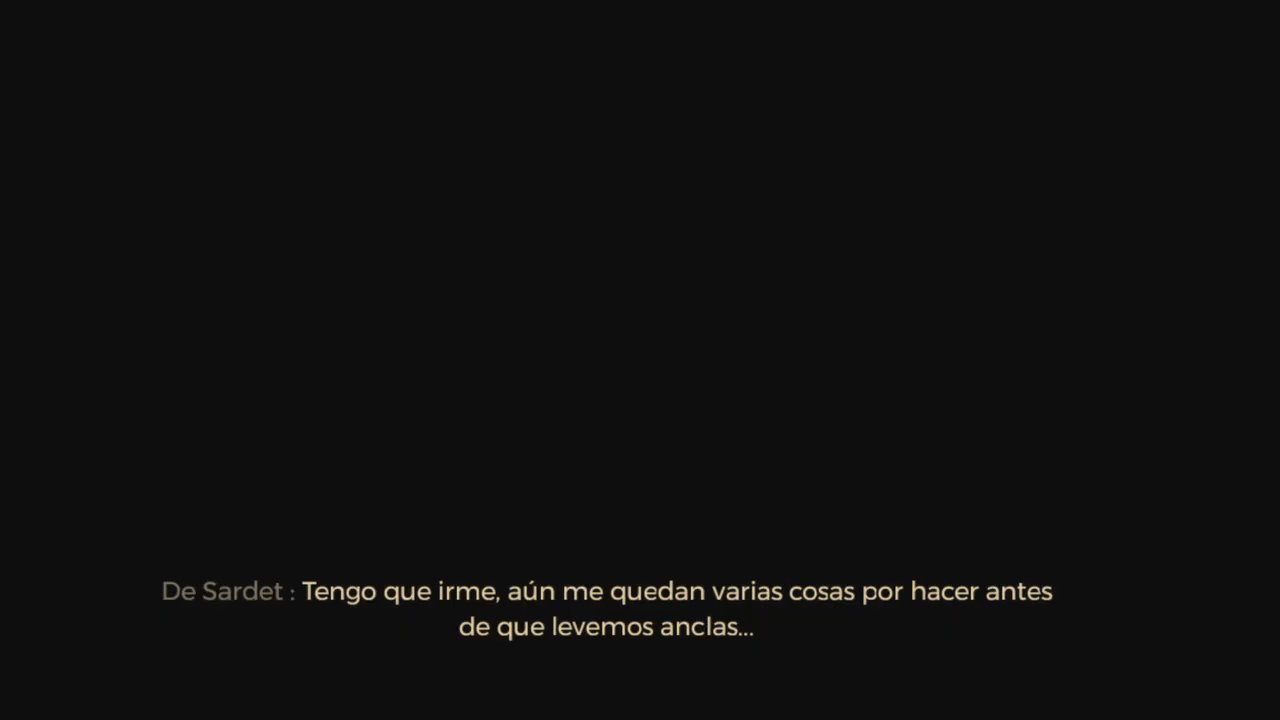 De Sardet : Tengo que irme, aún me quedan varias cosas por hacer antes
de que levemos anclas...